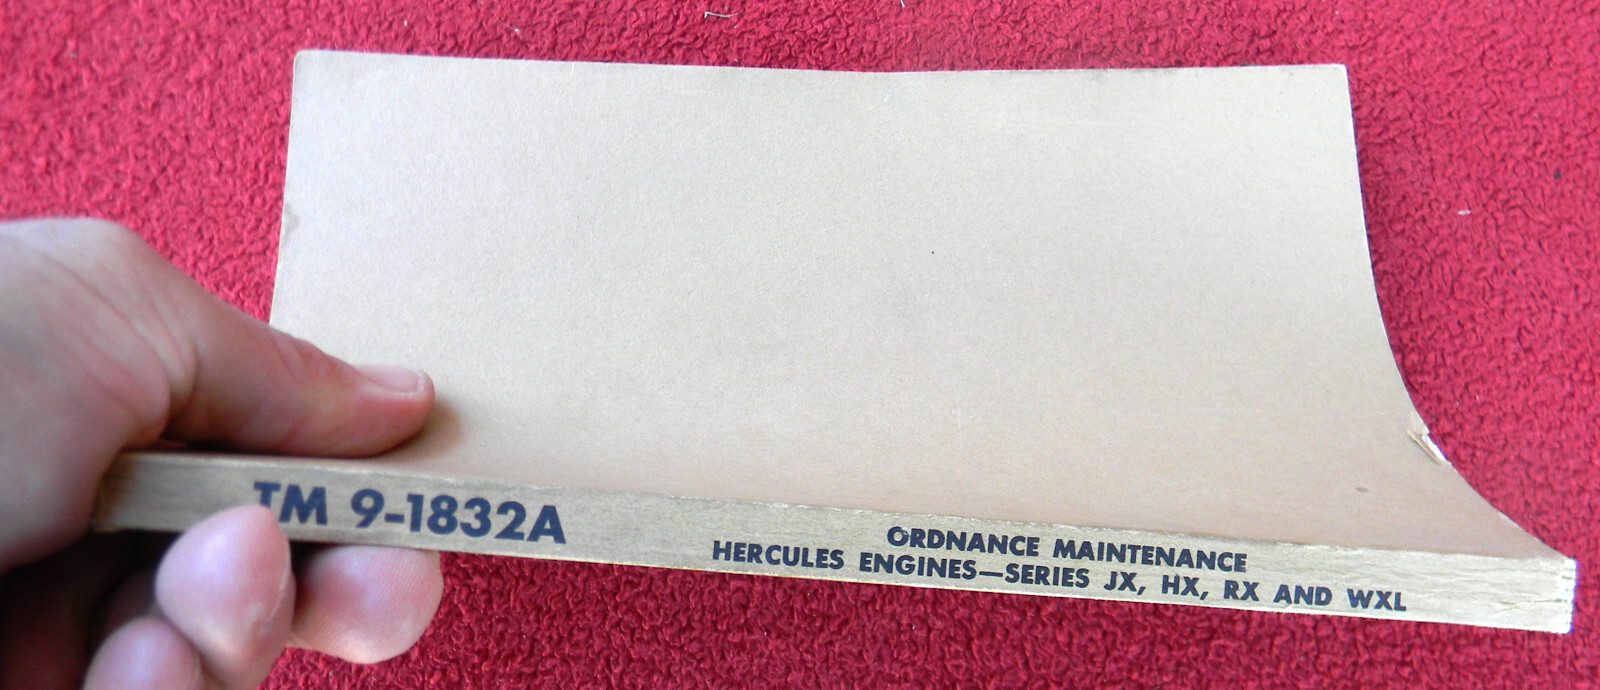 TM 9-1832A
ORDNANCE MAINTENANCE
HERCULES ENGINES—SERIES JX, HX, RX AND WXL